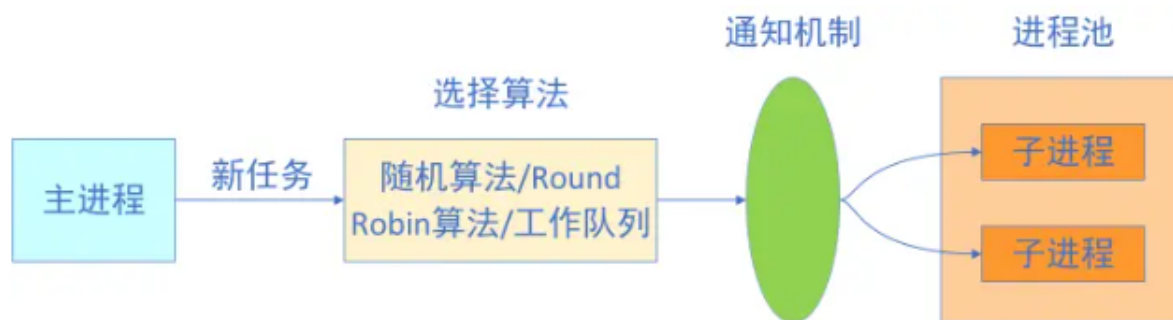 通知机制
进程池
选择算法
主进程
新任务
随机算法/Round
Robin算法/工作队列
子进程
子进程